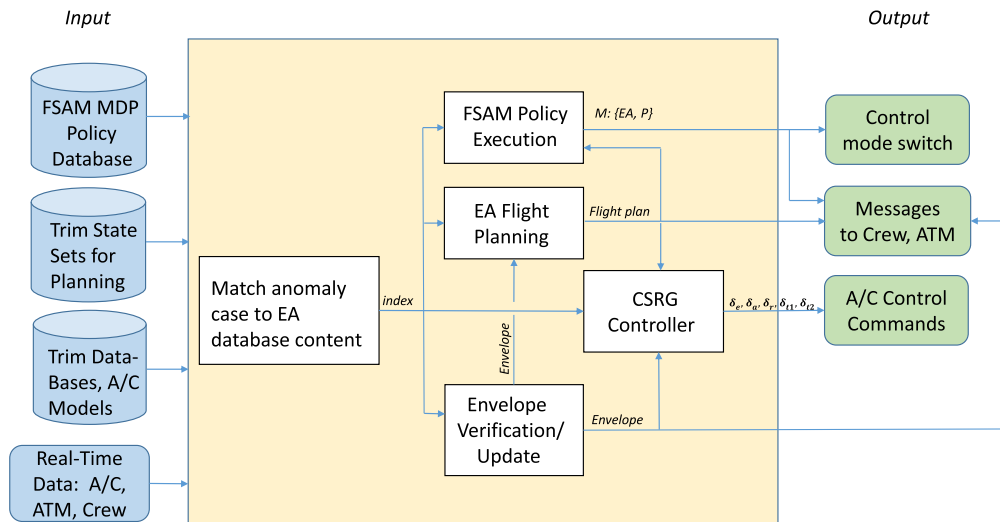 Input
Output
FSAM MDP
Policy
Database
Trim State
Sets for
Planning
Trim Data-
Bases, A/C
Models
Real-Time
Data:  A/C,
ATM, Crew
Match anomaly
case to EA
database content
index
FSAM Policy
Execution
M: {EA, P}
EA Flight
Planning
Flight plan
Envelope
CSRG
Controller
δe, δa, δr, δt1, δt2
Envelope
Verification/
Update
Envelope
Control
mode switch
Messages
to Crew, ATM
A/C Control
Commands